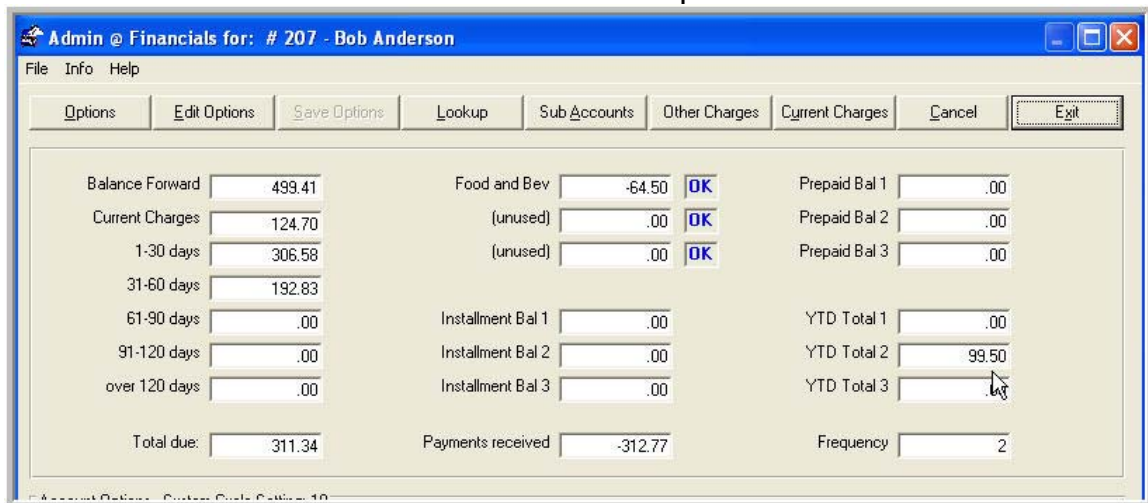 Admin @ Financials for: # 207 - Bob Anderson
File Info Help
Options Edit Options Save Options Lookup Sub Accounts Other Charges Current Charges Cancel Exit
Balance Forward 499.41 Food and Bev -64.50 OK Prepaid Bal 1 .00
Current Charges 124.70 (unused) .00 OK Prepaid Bal 2 .00
1-30 days 306.58 (unused) .00 OK Prepaid Bal 3 .00
31-60 days 192.83
61-90 days .00 Installment Bal 1 .00 YTD Total 1 .00
91-120 days .00 Installment Bal 2 .00 YTD Total 2 99.50
over 120 days .00 Installment Bal 3 .00 YTD Total 3
Total due: 311.34 Payments received -312.77 Frequency 2